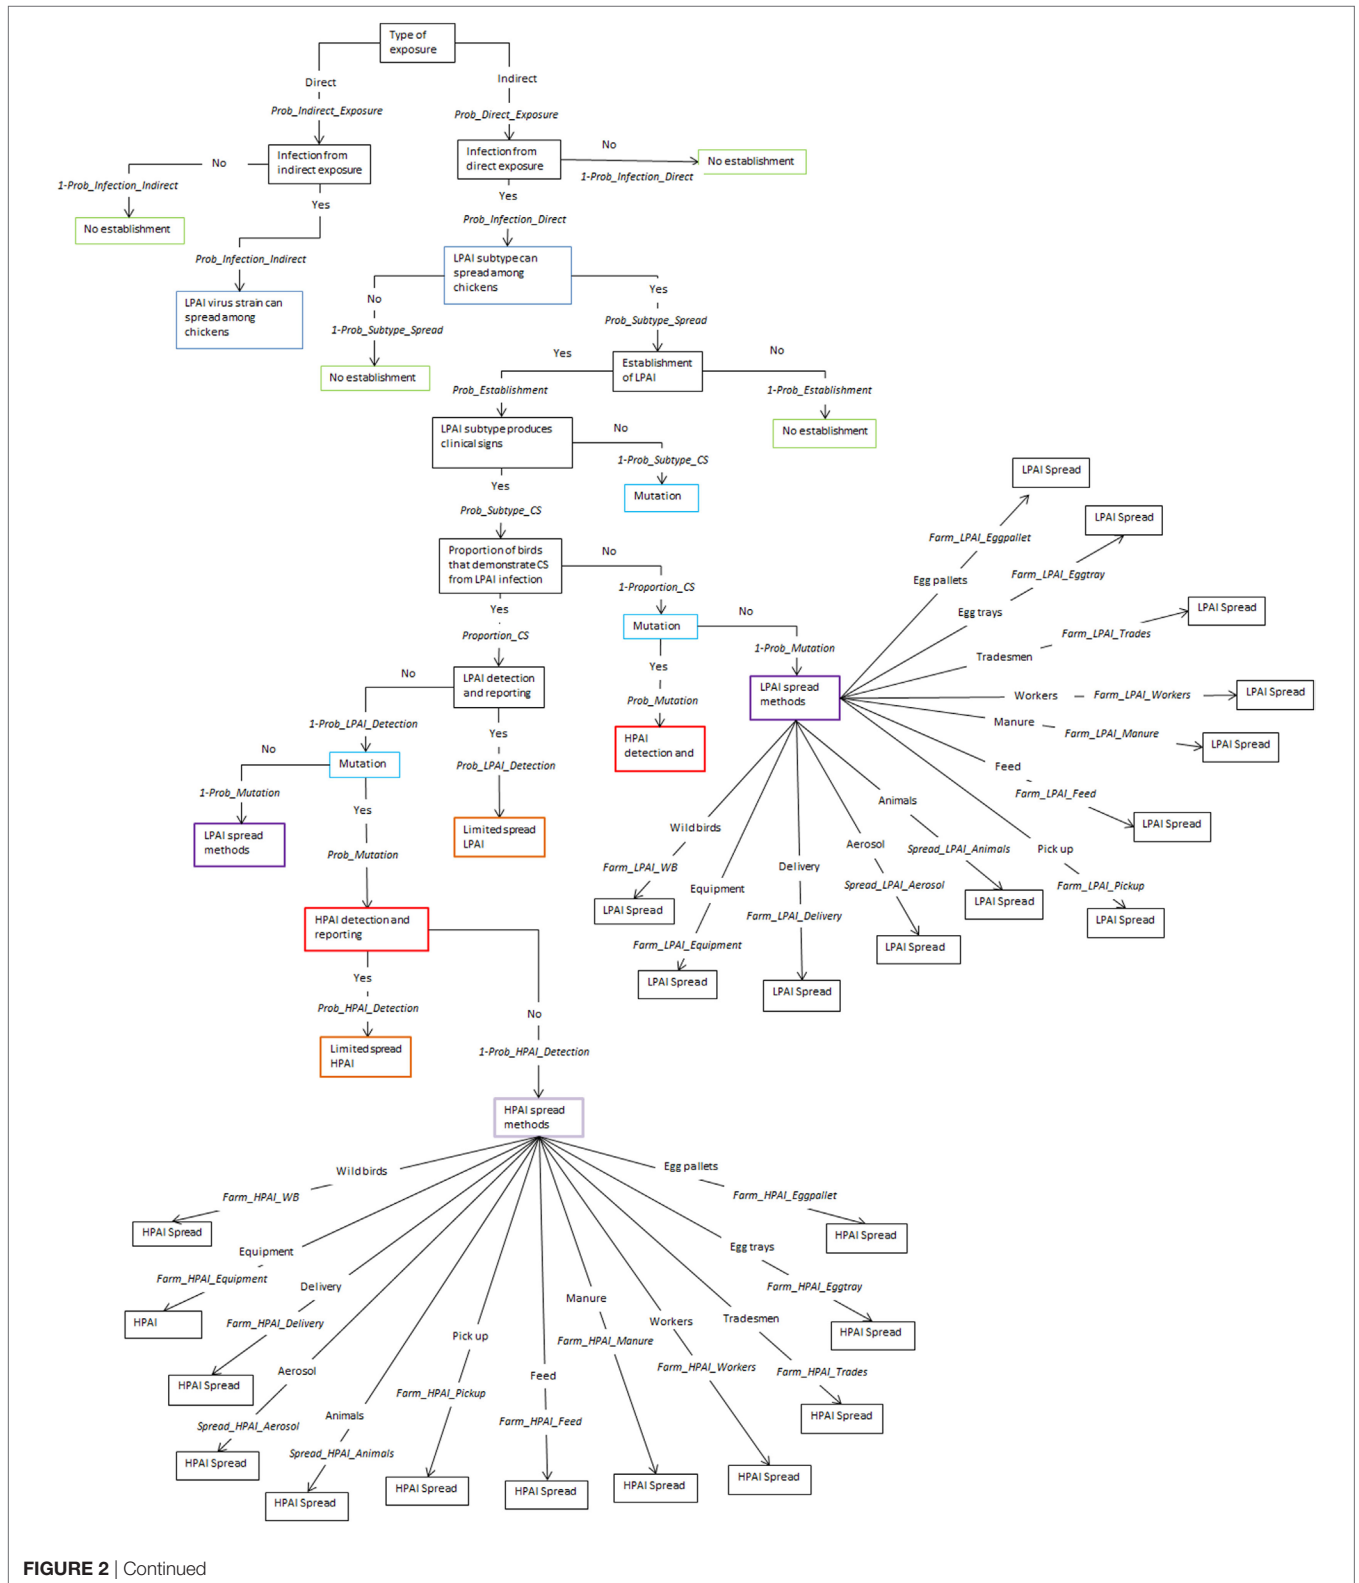 Type of
exposure
Direct
Indirect
Prob_Indirect_Exposure
Prob_Direct_Exposure
Infection from
indirect exposure
Infection from
direct exposure
No
1-Prob_Infection_Indirect
No establishment
Yes
Prob_Infection_Indirect
LPAI virus strain can
spread among
chickens
No
1-Prob_Infection_Direct
No establishment
Yes
Prob_Infection_Direct
LPAI subtype can
spread among
chickens
No
1-Prob_Subtype_Spread
No establishment
Yes
Prob_Subtype_Spread
Establishment
of LPAI
Yes
Prob_Establishment
No
1-Prob_Establishment
No establishment
LPAI subtype produces
clinical signs
No
1-Prob_Subtype_CS
Mutation
Yes
Prob_Subtype_CS
Proportion of birds
that demonstrate CS
from LPAI infection
No
1-Proportion_CS
Mutation
No
1-Prob_Mutation
Yes
Prob_Mutation
HPAI
detection and
Yes
Proportion_CS
LPAI detection
and reporting
No
1-Prob_LPAI_Detection
Mutation
No
1-Prob_Mutation
LPAI spread
methods
Yes
Prob_LPAI_Detection
Limited spread
LPAI
Yes
Prob_Mutation
HPAI detection and
reporting
Yes
Prob_HPAI_Detection
Limited spread
HPAI
No
1-Prob_HPAI_Detection
LPAI spread
methods
Egg pallets
Farm_LPAI_Eggpallet
LPAI Spread
Egg trays
Farm_LPAI_Eggtray
LPAI Spread
Tradesmen
Farm_LPAI_Trades
LPAI Spread
Workers
Farm_LPAI_Workers
LPAI Spread
Manure
Farm_LPAI_Manure
LPAI Spread
Feed
Farm_LPAI_Feed
LPAI Spread
Pick up
Farm_LPAI_Pickup
LPAI Spread
Animals
Spread_LPAI_Animals
LPAI Spread
Aerosol
Spread_LPAI_Aerosol
LPAI Spread
Delivery
Farm_LPAI_Delivery
LPAI Spread
Equipment
Farm_LPAI_Equipment
LPAI Spread
Wild birds
Farm_LPAI_WB
LPAI Spread
HPAI spread
methods
Wild birds
Farm_HPAI_WB
HPAI Spread
Equipment
Farm_HPAI_Equipment
HPAI
Delivery
Farm_HPAI_Delivery
HPAI Spread
Aerosol
Spread_HPAI_Aerosol
HPAI Spread
Animals
Spread_HPAI_Animals
HPAI Spread
Pick up
Farm_HPAI_Pickup
HPAI Spread
Feed
Farm_HPAI_Feed
HPAI Spread
Manure
Farm_HPAI_Manure
HPAI Spread
Workers
Farm_HPAI_Workers
HPAI Spread
Tradesmen
Farm_HPAI_Trades
HPAI Spread
Egg trays
Farm_HPAI_Eggtray
HPAI Spread
Egg pallets
Farm_HPAI_Eggpallet
HPAI Spread
FIGURE 2 | Continued